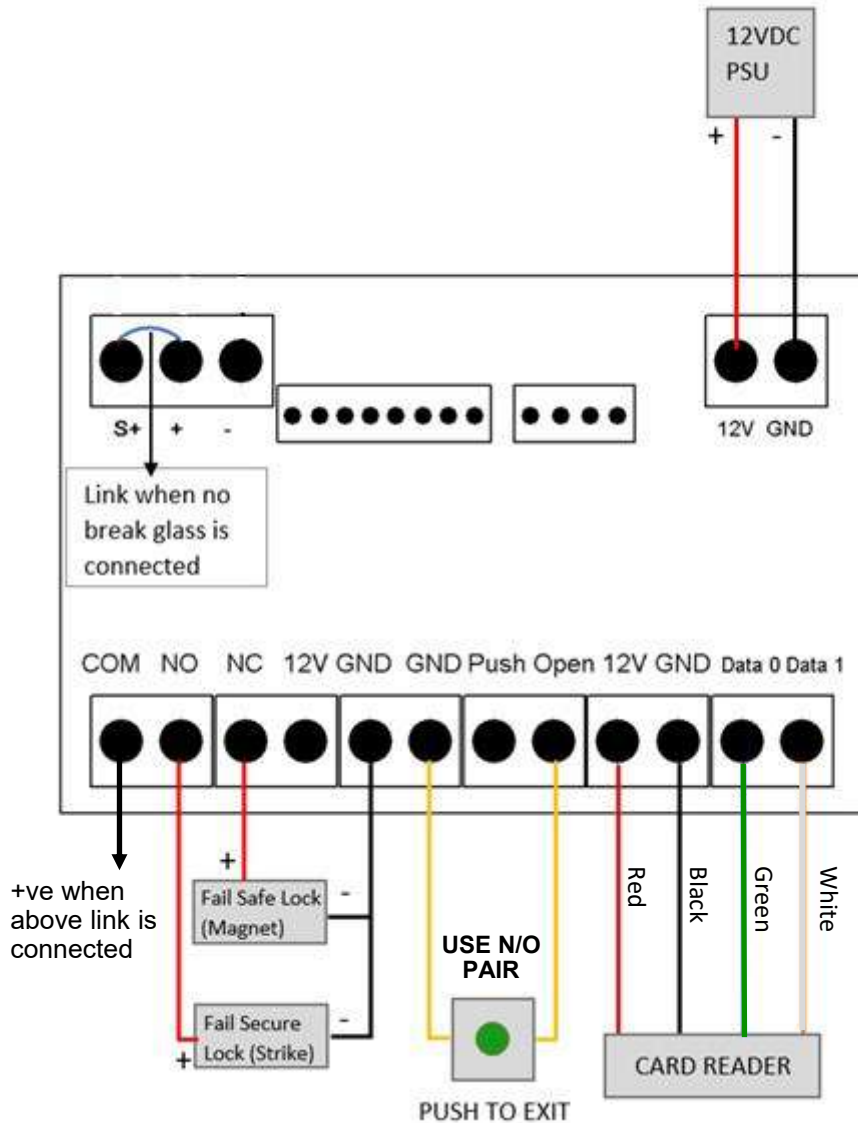 12VDC
PSU
+ -
S+ + -
12V GND
Link when no
break glass is
connected
COM NO NC 12V GND GND Push Open 12V GND Data 0 Data 1
+ve when
above link is
connected
+
Fail Safe Lock
(Magnet)
-
Fail Secure
Lock (Strike)
+
-
USE N/O
PAIR
PUSH TO EXIT
Red
Black
Green
White
CARD READER